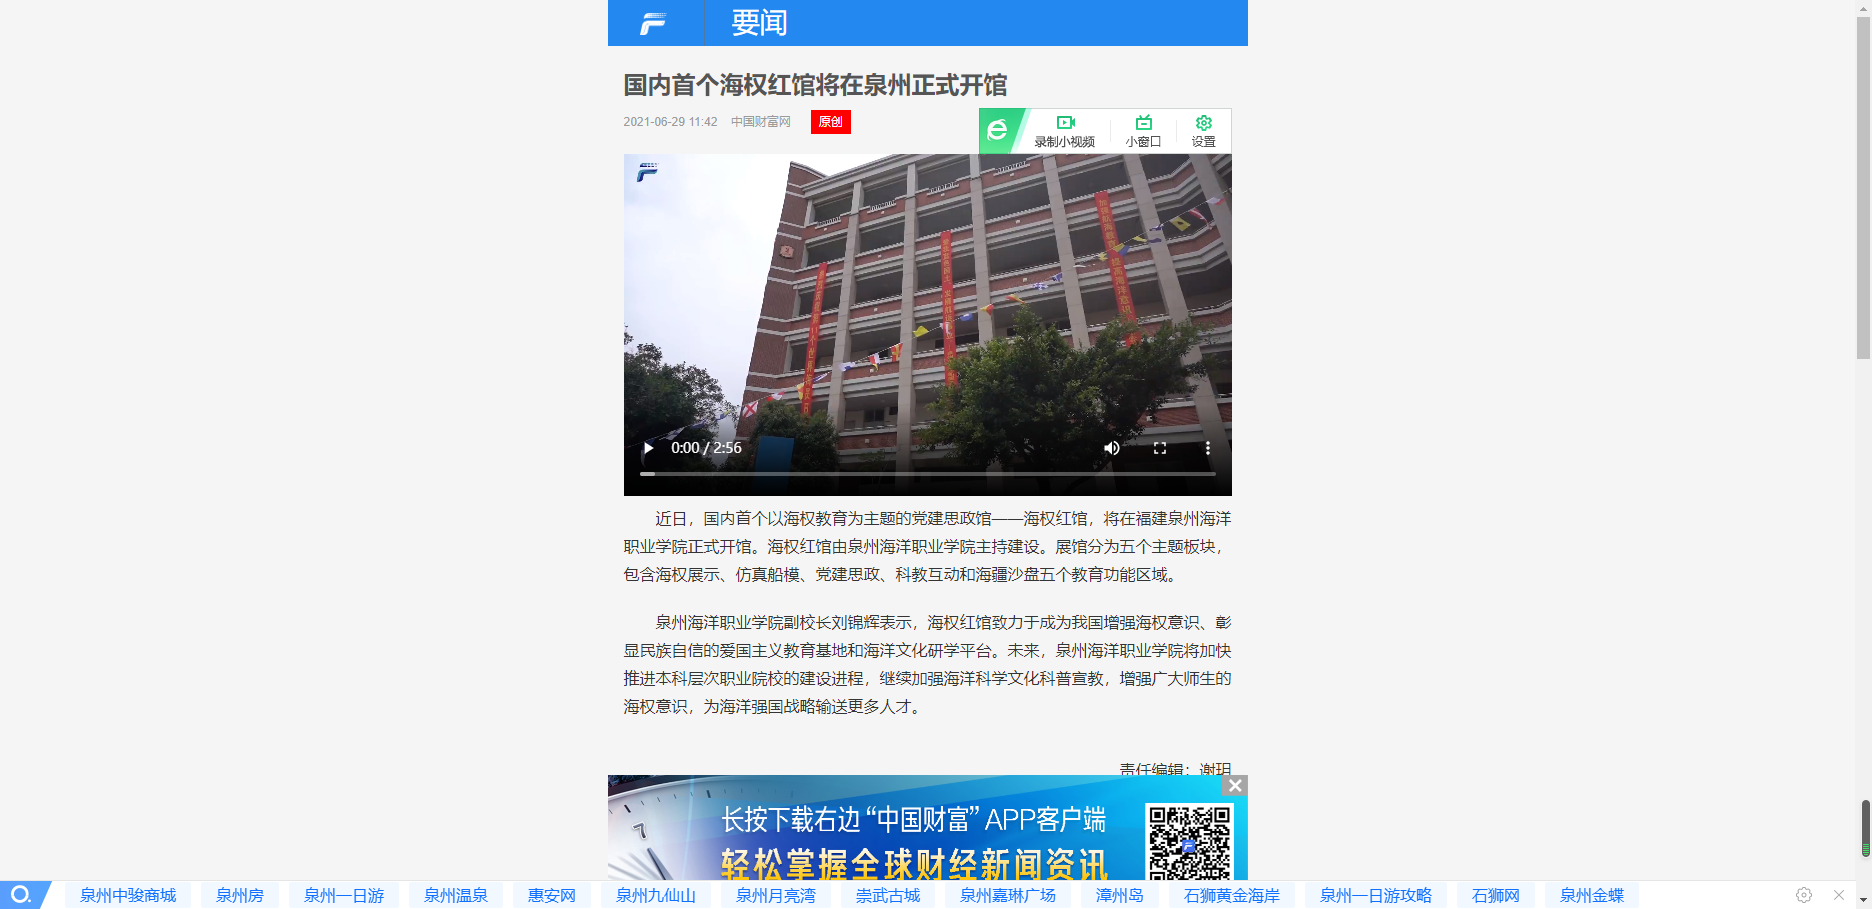 要闻
国内首个海权红馆将在泉州正式开馆
2021-06-29 11:42 中国财富网 原创
录制小视频 小窗口 设置
0:00 / 2:56
近日，国内首个以海权教育为主题的党建思政馆——海权红馆，将在福建泉州海洋
职业学院正式开馆。海权红馆由泉州海洋职业学院主持建设。展馆分为五个主题板块，
包含海权展示、仿真船模、党建思政、科教互动和海疆沙盘五个教育功能区域。
泉州海洋职业学院副校长刘锦辉表示，海权红馆致力于成为我国增强海权意识、彰
显民族自信的爱国主义教育基地和海洋文化研学平台。未来，泉州海洋职业学院将加快
推进本科层次职业院校的建设进程，继续加强海洋科学文化科普宣教，增强广大师生的
海权意识，为海洋强国战略输送更多人才。
责任编辑：谢玥
7
长按下载右边“中国财富”APP客户端
轻松掌握全球财经新闻资讯
泉州中骏商城 泉州房 泉州一日游 泉州温泉 惠安网 泉州九仙山 泉州月亮湾 崇武古城 泉州嘉琳广场 漳州岛 石狮黄金海岸 泉州一日游攻略 石狮网 泉州金蝶